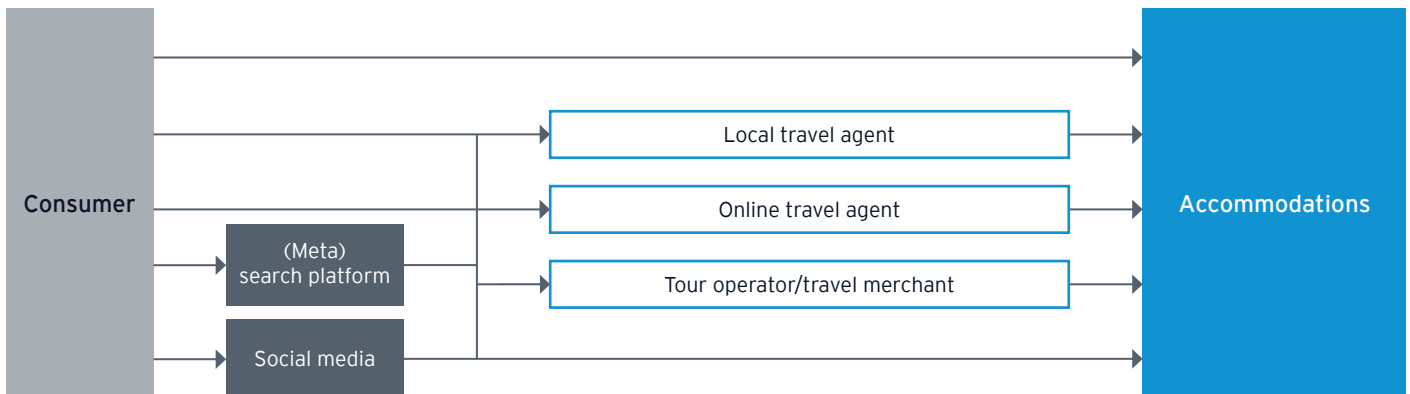 Consumer
(Meta)
search platform
Social media
Local travel agent
Online travel agent
Tour operator/travel merchant
Accommodations